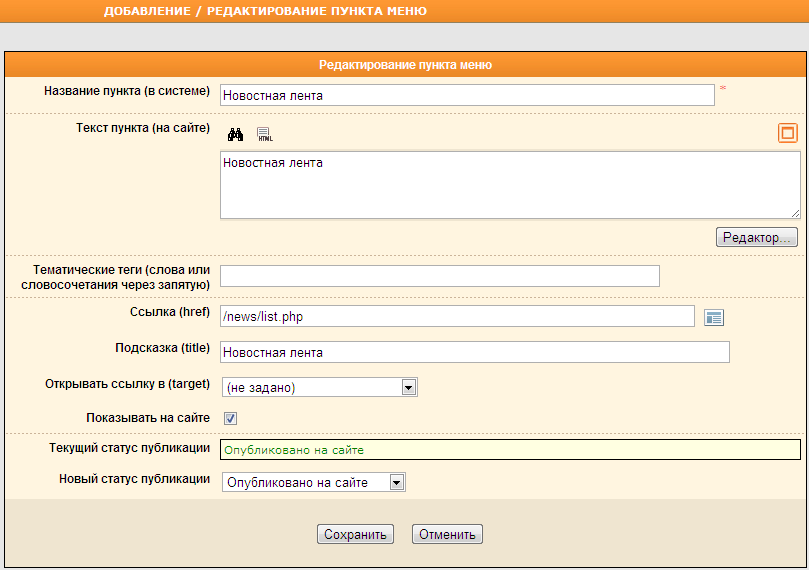 ДОБАВЛЕНИЕ / РЕДАКТИРОВАНИЕ ПУНКТА МЕНЮ
Редактирование пункта меню
Название пункта (в системе)
Новостная лента
*
Текст пункта (на сайте)
HTML
Новостная лента
Редактор...
Тематические теги (слова или
словосочетания через запятую)
Ссылка (href)
/news/list.php
Подсказка (title)
Новостная лента
Открывать ссылку в (target)
(не задано)
Показывать на сайте
Текущий статус публикации
Опубликовано на сайте
Новый статус публикации
Опубликовано на сайте
Сохранить
Отменить